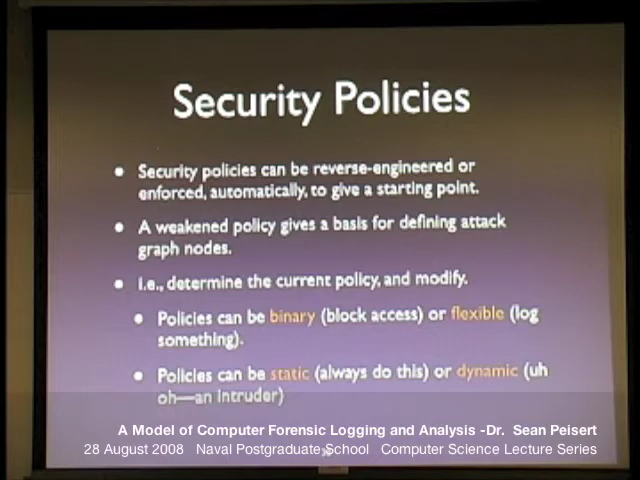 Security Policies
• Security policies can be reverse-engineered or
enforced, automatically, to give a starting point.
• A weakened policy gives a basis for defining attack
graph nodes.
• I.e., determine the current policy, and modify.
• Policies can be binary (block access) or flexible (log
something).
• Policies can be static (always do this) or dynamic (uh
oh—an intruder)
A Model of Computer Forensic Logging and Analysis -Dr. Sean Peisert
28 August 2008 Naval Postgraduate School Computer Science Lecture Series